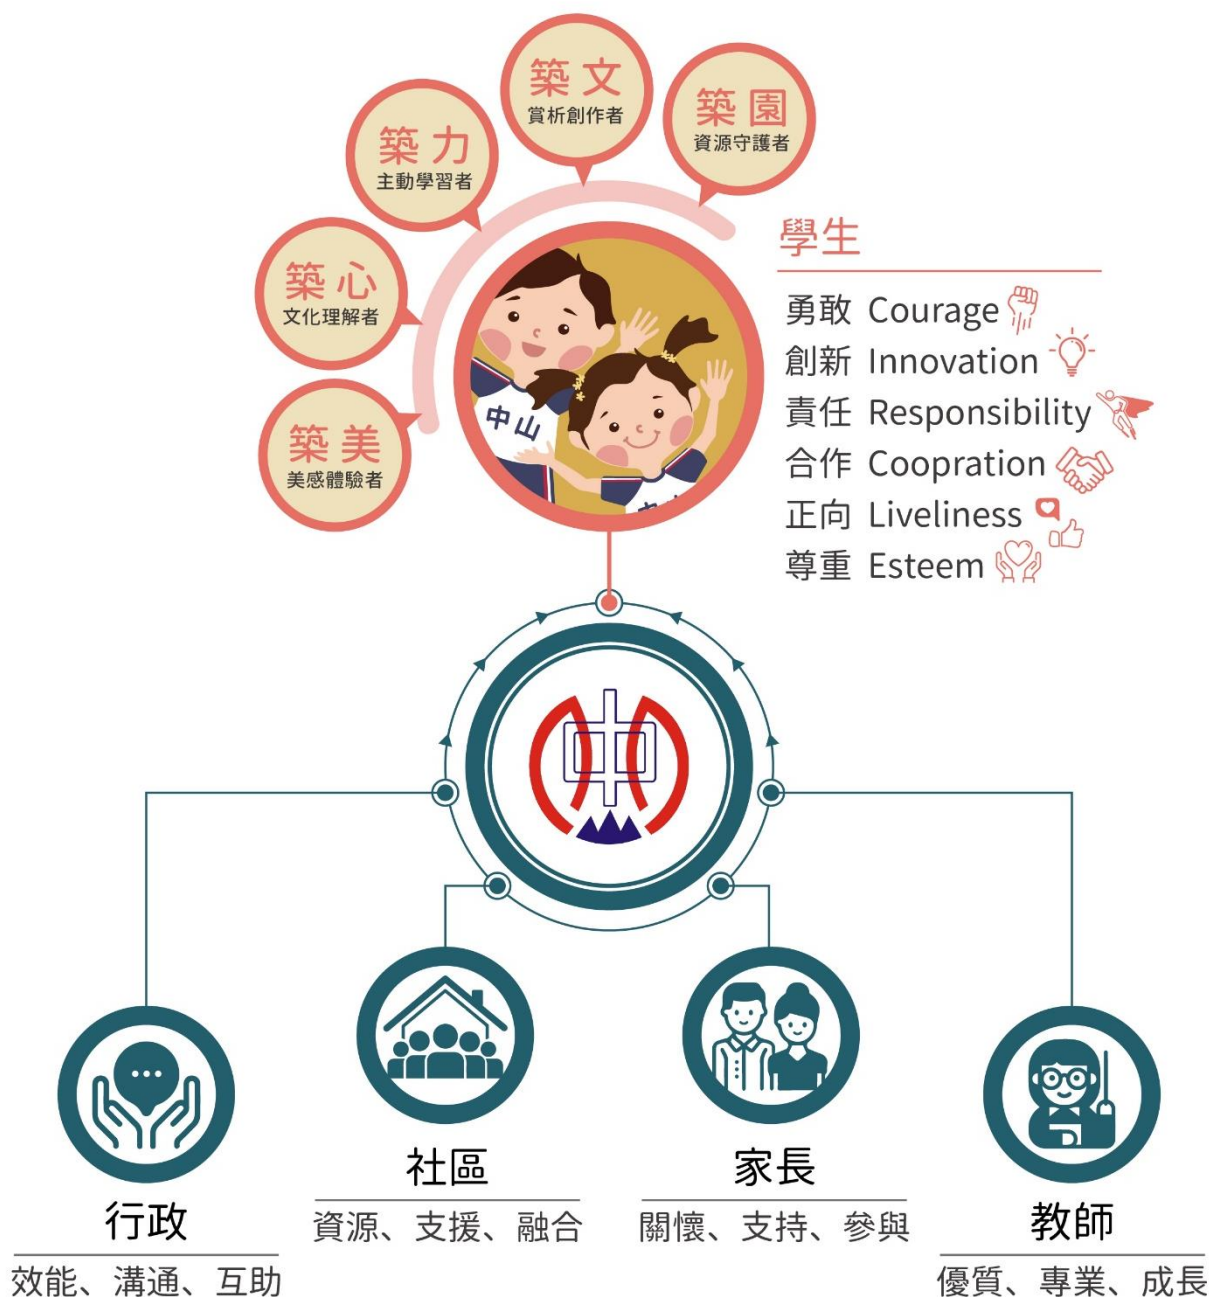 築文
賞析創作者
築園
資源守護者
築力
主動學習者
築心
文化理解者
築美
美感體驗者
中山
中山
學生
勇敢 Courage
創新 Innovation
責任 Responsibility
合作 Coopration
正向 Liveliness
尊重 Esteem
中
行政
效能、溝通、互助
社區
資源、支援、融合
家長
關懷、支持、參與
教師
優質、專業、成長